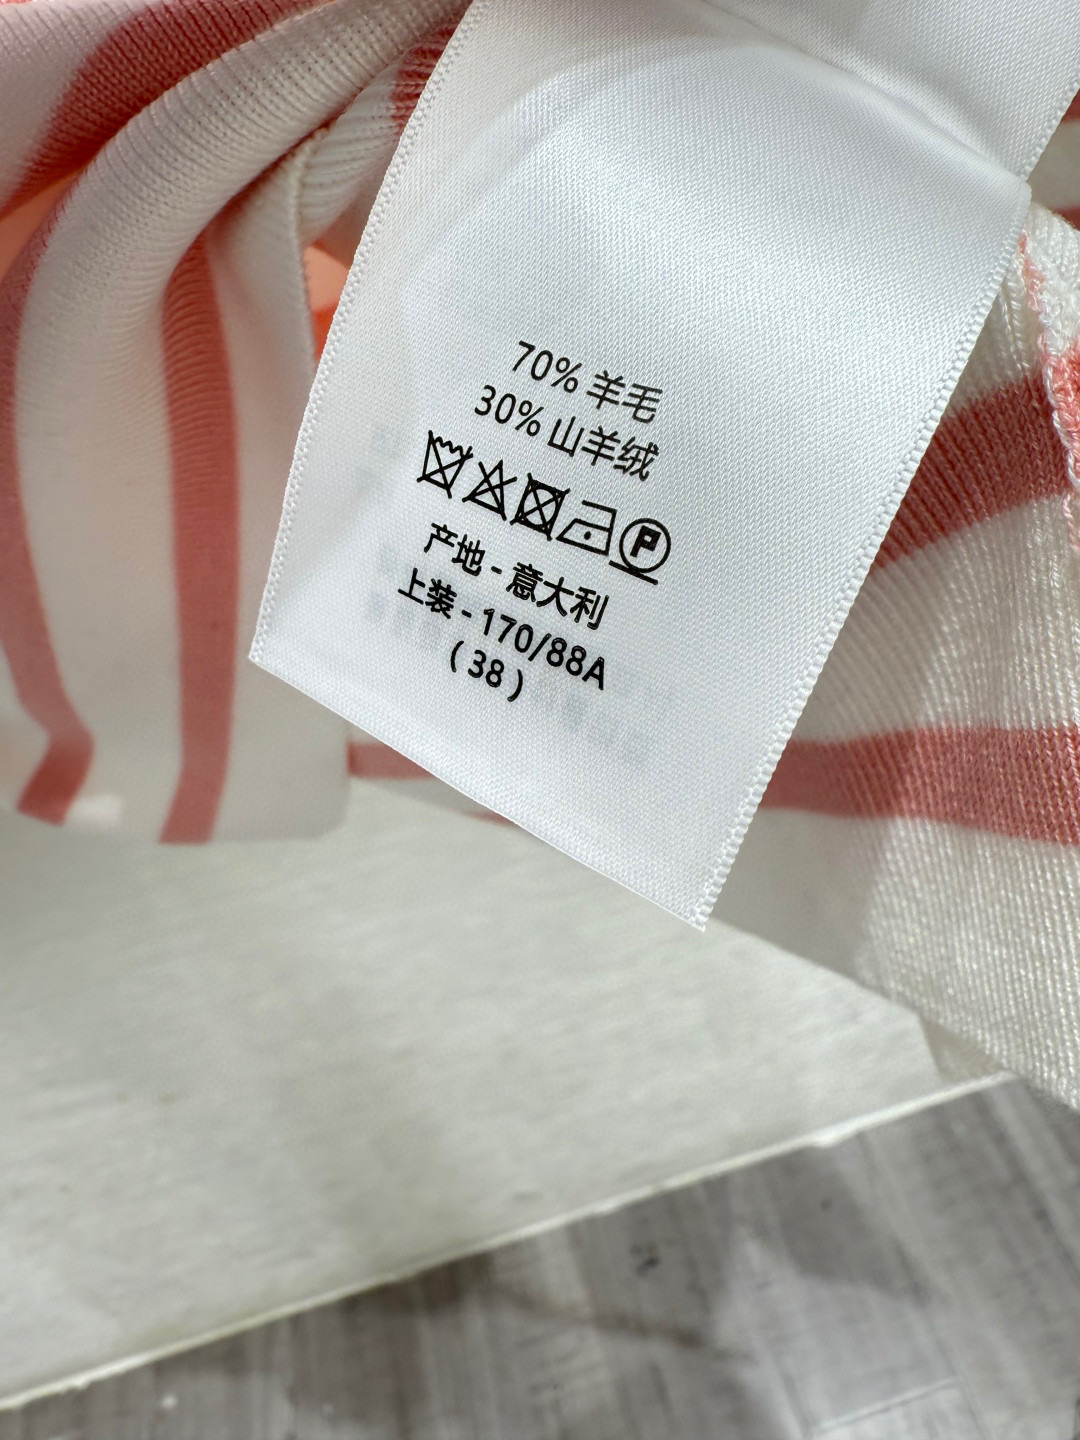 70% 羊毛
30% 山羊绒
P
产地 - 意大利
上装 - 170/88A
( 38 )